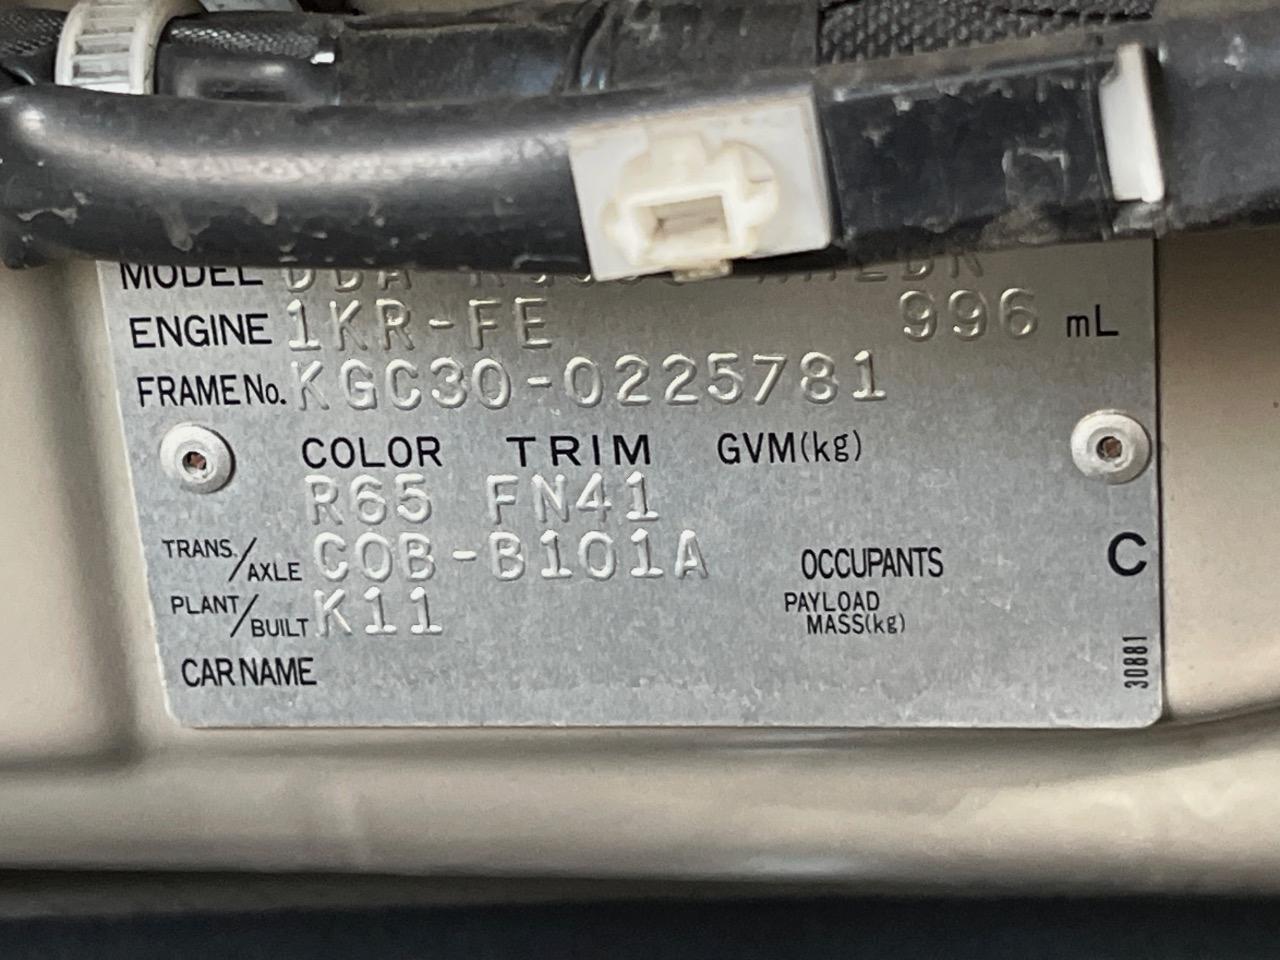 MODEL
ENGINE 1KR-FE 996 mL
FRAME No. KGC30-0225781
COLOR TRIM GVM(kg)
R65 FN41
TRANS./AXLE COB-B101A OCCUPANTS C
PLANT/BUILT K11 PAYLOAD MASS(kg)
CAR NAME 30881